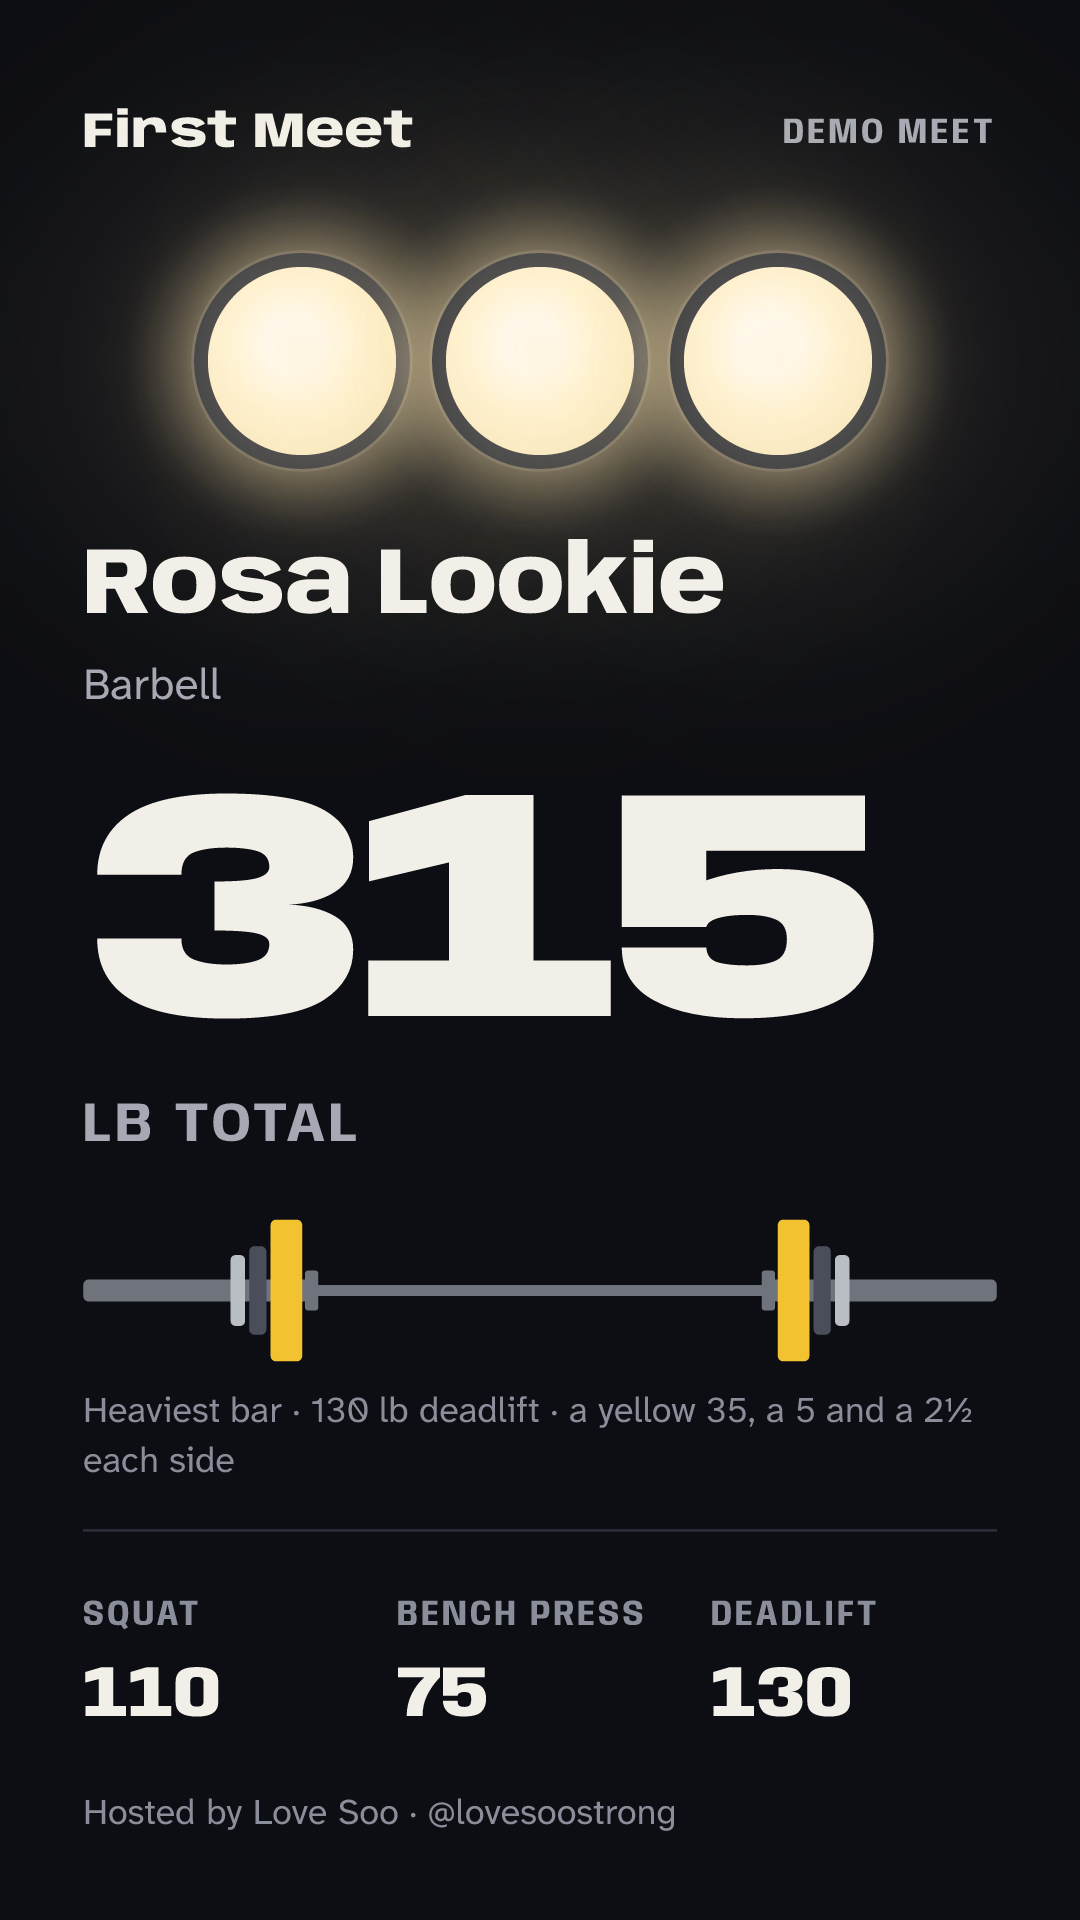 First Meet
DEMO MEET
Rosa Lookie
Barbell
315
LB TOTAL
Heaviest bar · 130 lb deadlift · a yellow 35, a 5 and a 2½
each side
SQUAT
BENCH PRESS
DEADLIFT
110
75
130
Hosted by Love Soo · @lovesoostrong